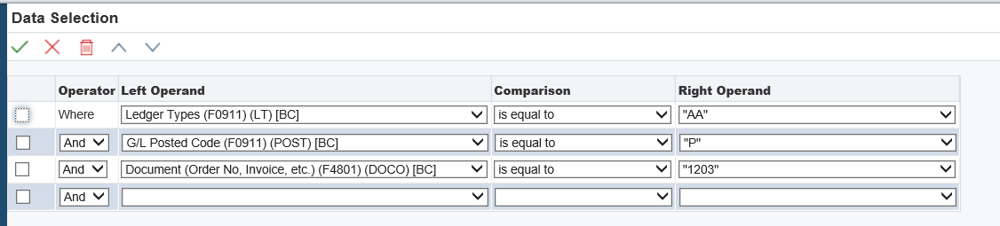 Data Selection
Operator Left Operand Comparison Right Operand
Where Ledger Types (F0911) (LT) [BC] is equal to "AA"
And G/L Posted Code (F0911) (POST) [BC] is equal to "P"
And Document (Order No, Invoice, etc.) (F4801) (DOCO) [BC] is equal to "1203"
And